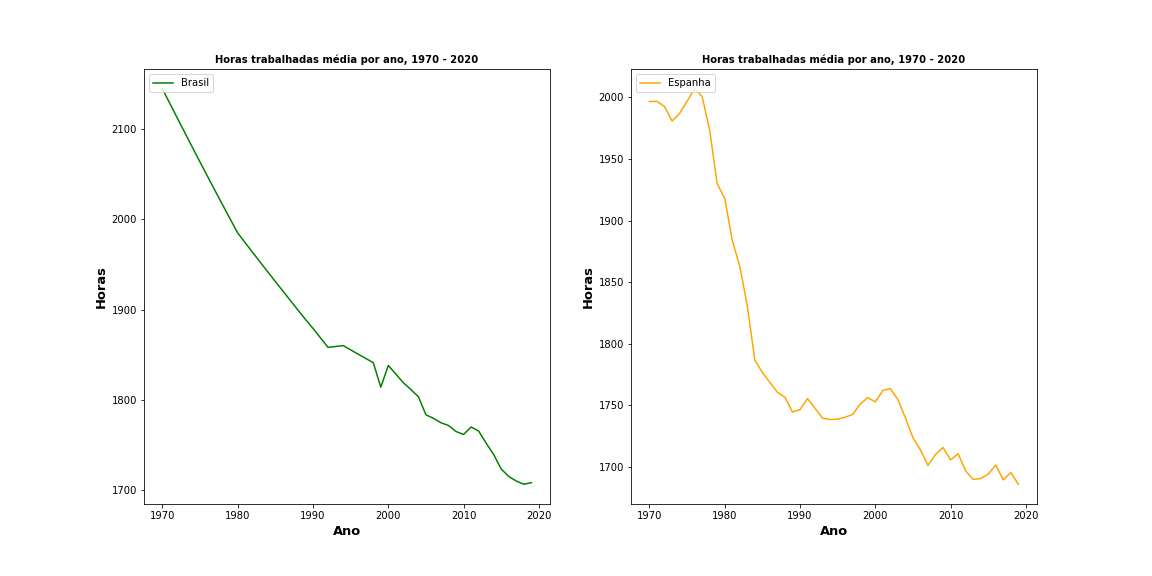 Horas trabalhadas média por ano, 1970 - 2020
Brasil
2100
2000
1900
1800
1700
Horas
1970 1980 1990 2000 2010 2020
Ano
Horas trabalhadas média por ano, 1970 - 2020
Espanha
2000
1950
1900
1850
1800
1750
1700
Horas
1970 1980 1990 2000 2010 2020
Ano